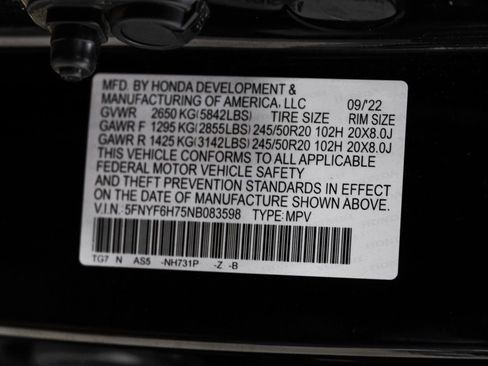 MFD. BY HONDA DEVELOPMENT &
MANUFACTURING OF AMERICA, LLC 09/'22
GVWR 2650 KG(5842LBS) TIRE SIZE RIM SIZE
GAWR F 1295 KG(2855LBS) 245/50R20 102H 20X8.0J
GAWR R 1425 KG(3142LBS) 245/50R20 102H 20X8.0J
THIS VEHICLE CONFORMS TO ALL APPLICABLE
FEDERAL MOTOR VEHICLE SAFETY
AND THEFT PREVENTION STANDARDS IN EFFECT
ON THE DATE OF MANUFACTURE SHOWN ABOVE.
V.I.N.: 5FNYF6H75NB083598 TYPE: MPV
TG7 N AS5 -NH731P -Z -B